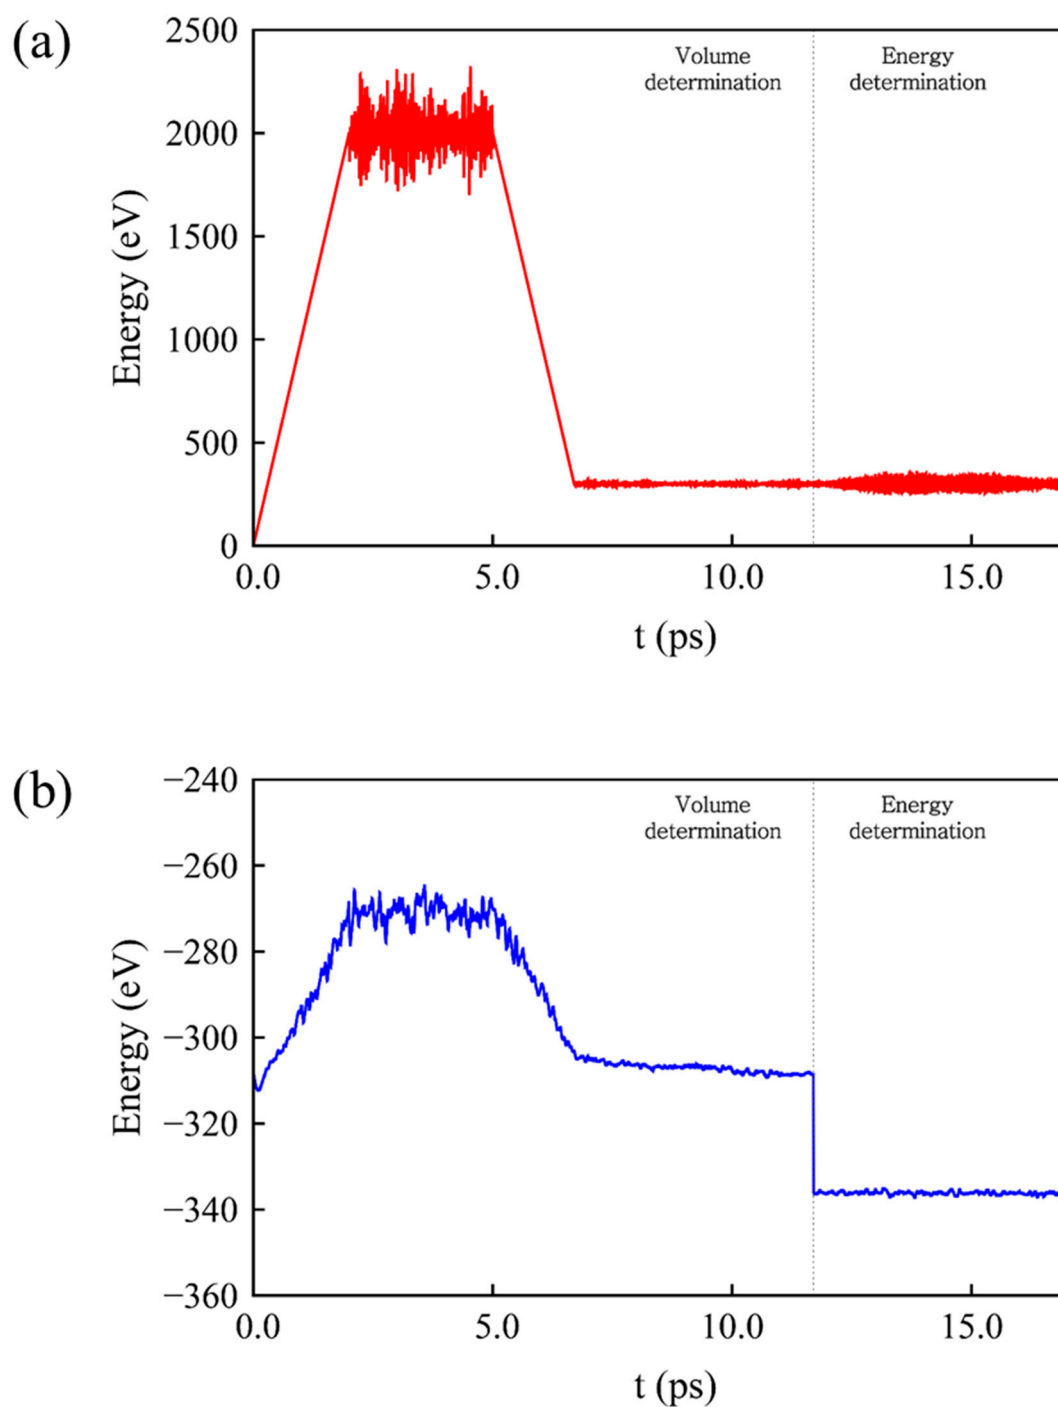 (a)
2500
2000
1500
1000
500
0
Energy (eV)
Volume
determination
Energy
determination
0.0
5.0
10.0
15.0
t (ps)
(b)
−240
−260
−280
−300
−320
−340
−360
Energy (eV)
Volume
determination
Energy
determination
0.0
5.0
10.0
15.0
t (ps)